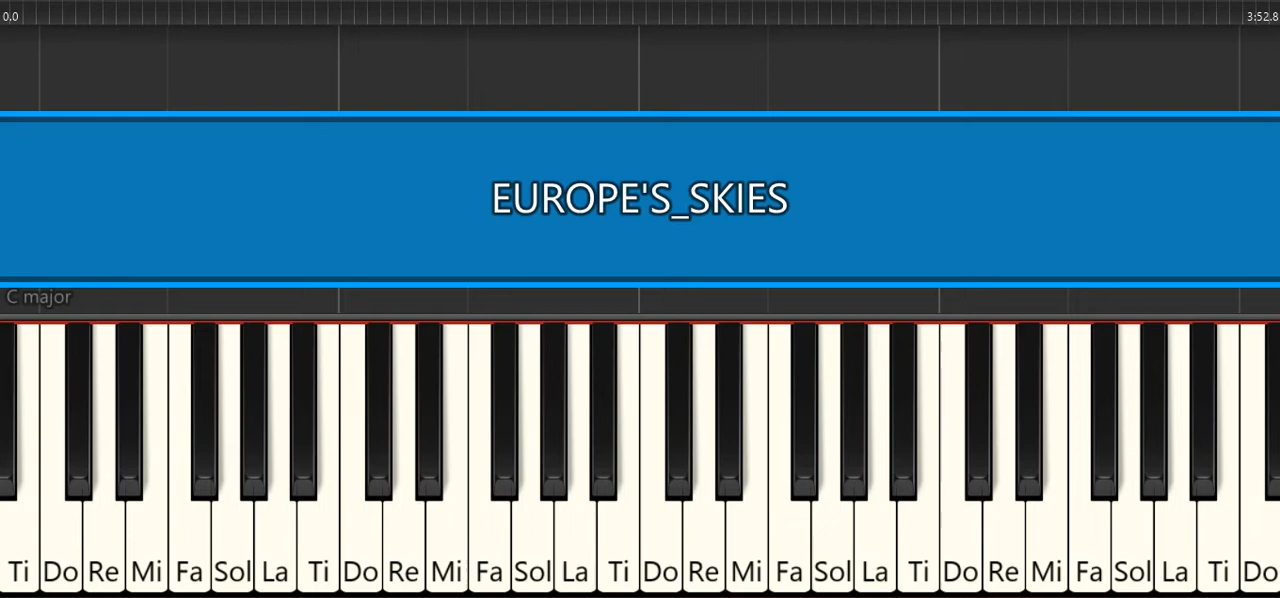 0.0 3:52.8
EUROPE'S_SKIES
C major
Ti Do Re Mi Fa Sol La Ti Do Re Mi Fa Sol La Ti Do Re Mi Fa Sol La Ti Do Re Mi Fa Sol La Ti Do